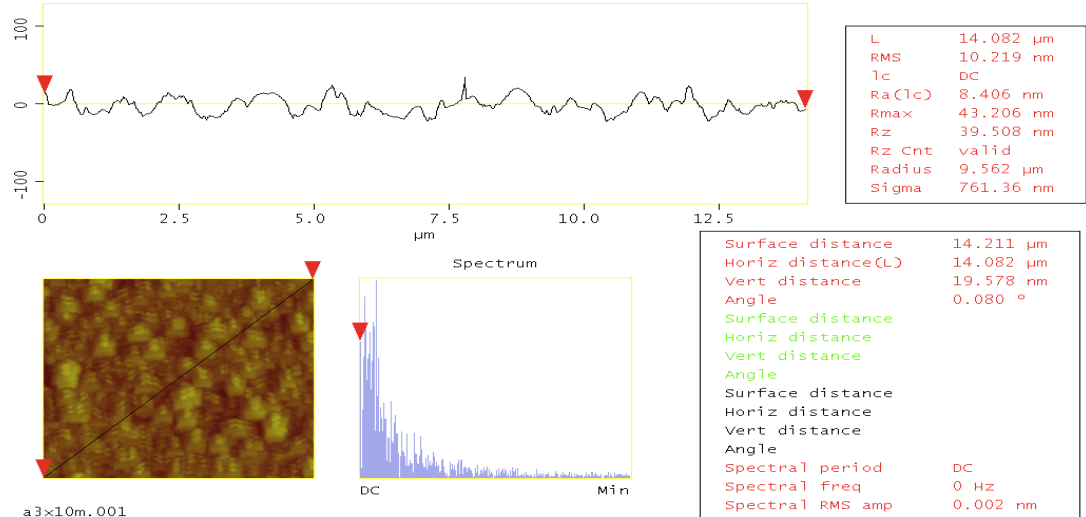 100
0
-100
0 2.5 5.0 7.5 10.0 12.5
µm
L 14.082 µm
RMS 10.219 nm
lc DC
Ra(lc) 8.406 nm
Rmax 43.206 nm
Rz 39.508 nm
Rz Cnt valid
Radius 9.562 µm
Sigma 761.36 nm
Spectrum
DC Min
Surface distance 14.211 µm
Horiz distance(L) 14.082 µm
Vert distance 19.578 nm
Angle 0.080 °
Surface distance
Horiz distance
Vert distance
Angle
Surface distance
Horiz distance
Vert distance
Angle
Spectral period DC
Spectral freq 0 Hz
Spectral RMS amp 0.002 nm
a3x10m.001